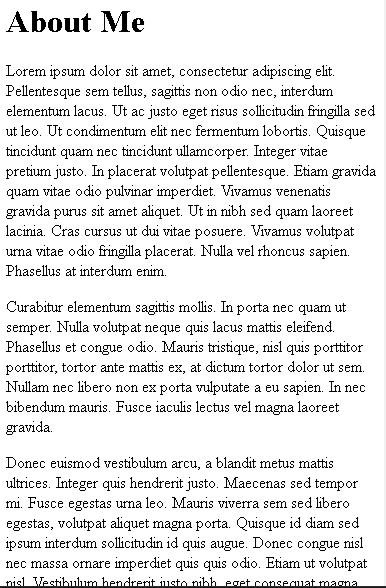 About Me
Lorem ipsum dolor sit amet, consectetur adipiscing elit.
Pellentesque sem tellus, sagittis non odio nec, interdum
elementum lacus. Ut ac justo eget risus sollicitudin fringilla sed
ut leo. Ut condimentum elit nec fermentum lobortis. Quisque
tincidunt quam nec tincidunt ullamcorper. Integer vitae
pretium justo. In placerat volutpat pellentesque. Etiam gravida
quam vitae odio pulvinar imperdiet. Vivamus venenatis
gravida purus sit amet aliquet. Ut in nibh sed quam laoreet
lacinia. Cras cursus ut dui vitae posuere. Vivamus volutpat
urna vitae odio fringilla placerat. Nulla vel rhoncus sapien.
Phasellus at interdum enim.
Curabitur elementum sagittis mollis. In porta nec quam ut
semper. Nulla volutpat neque quis lacus mattis eleifend.
Phasellus et congue odio. Mauris tristique, nisl quis porttitor
porttitor, tortor ante mattis ex, at dictum tortor dolor ut sem.
Nullam nec libero non ex porta vulputate a eu sapien. In nec
bibendum mauris. Fusce iaculis lectus vel magna laoreet
gravida.
Donec euismod vestibulum arcu, a blandit metus mattis
ultrices. Integer quis hendrerit justo. Maecenas sed tempor
mi. Fusce egestas urna leo. Mauris viverra sem sed libero
egestas, volutpat aliquet magna porta. Quisque id diam sed
ipsum interdum sollicitudin id quis augue. Donec congue nisl
nec massa ornare imperdiet quis quis odio. Etiam ut volutpat
nisl. Vestibulum hendrerit justo nibh, eget consequat magna